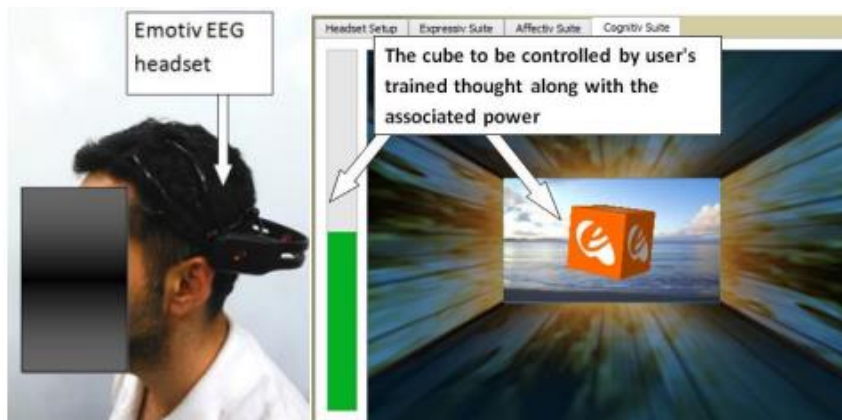 Emotiv EEG
headset
Headset Setup Expressiv Suite Affectiv Suite Cognitiv Suite
The cube to be controlled by user's
trained thought along with the
associated power